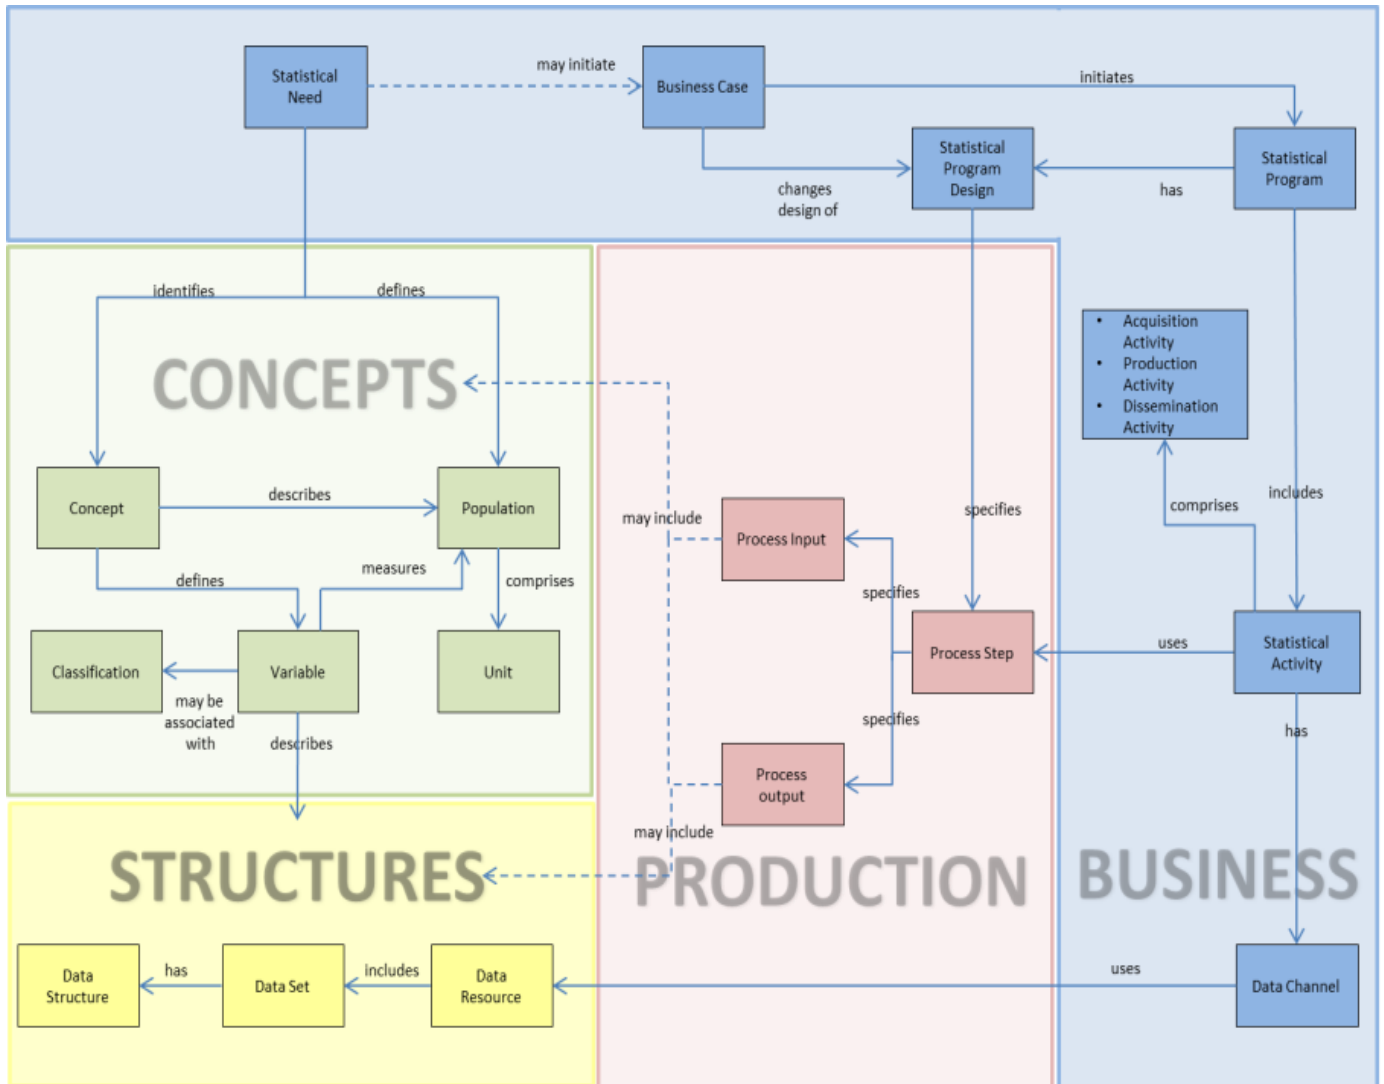 Statistical
Need
may initiate
Business Case
initiates
Statistical
Program
Design
Statistical
Program
changes
design of
has
identifies
defines
CONCEPTS
• Acquisition
Activity
• Production
Activity
• Dissemination
Activity
Concept
describes
Population
may include
Process Input
specifies
includes
comprises
defines
measures
comprises
specifies
Classification
Variable
Unit
Process Step
uses
Statistical
Activity
may be
associated
with
describes
specifies
has
Process
output
may include
STRUCTURES
PRODUCTION
BUSINESS
Data
Structure
has
Data Set
includes
Data
Resource
uses
Data Channel